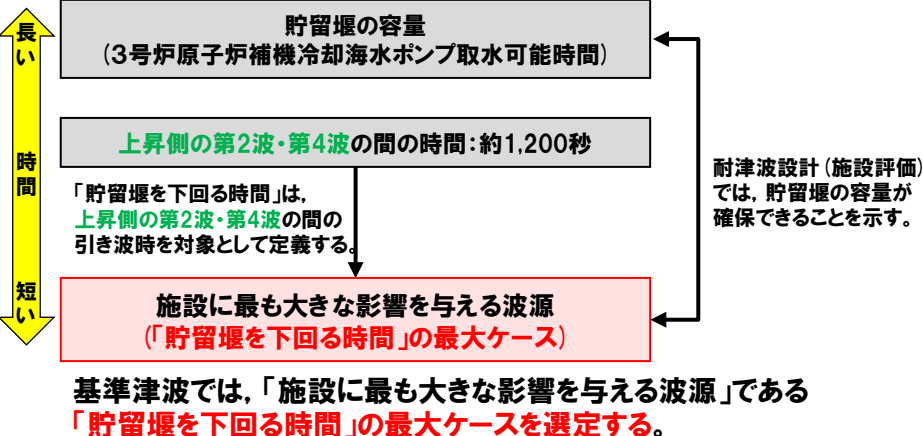 長い
時間
短い
貯留堰の容量
(3号炉原子炉補機冷却海水ポンプ取水可能時間)
上昇側の第2波・第4波の間の時間：約1,200秒
「貯留堰を下回る時間」は，
上昇側の第2波・第4波の間の
引き波時を対象として定義する。
耐津波設計(施設評価)
では，貯留堰の容量が
確保できることを示す。
施設に最も大きな影響を与える波源
(「貯留堰を下回る時間」の最大ケース)
基準津波では，「施設に最も大きな影響を与える波源」である
「貯留堰を下回る時間」の最大ケースを選定する。